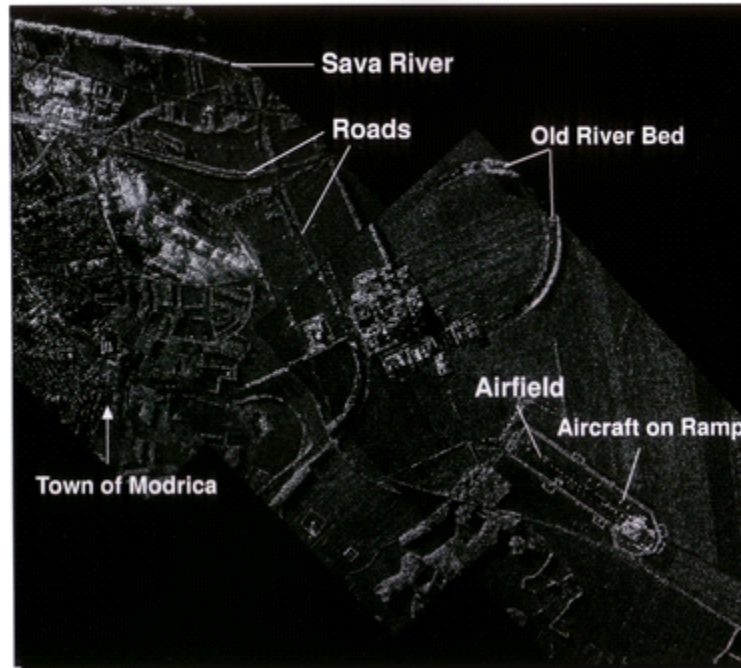 Sava River
Roads
Old River Bed
Airfield
Aircraft on Ramp
Town of Modrica